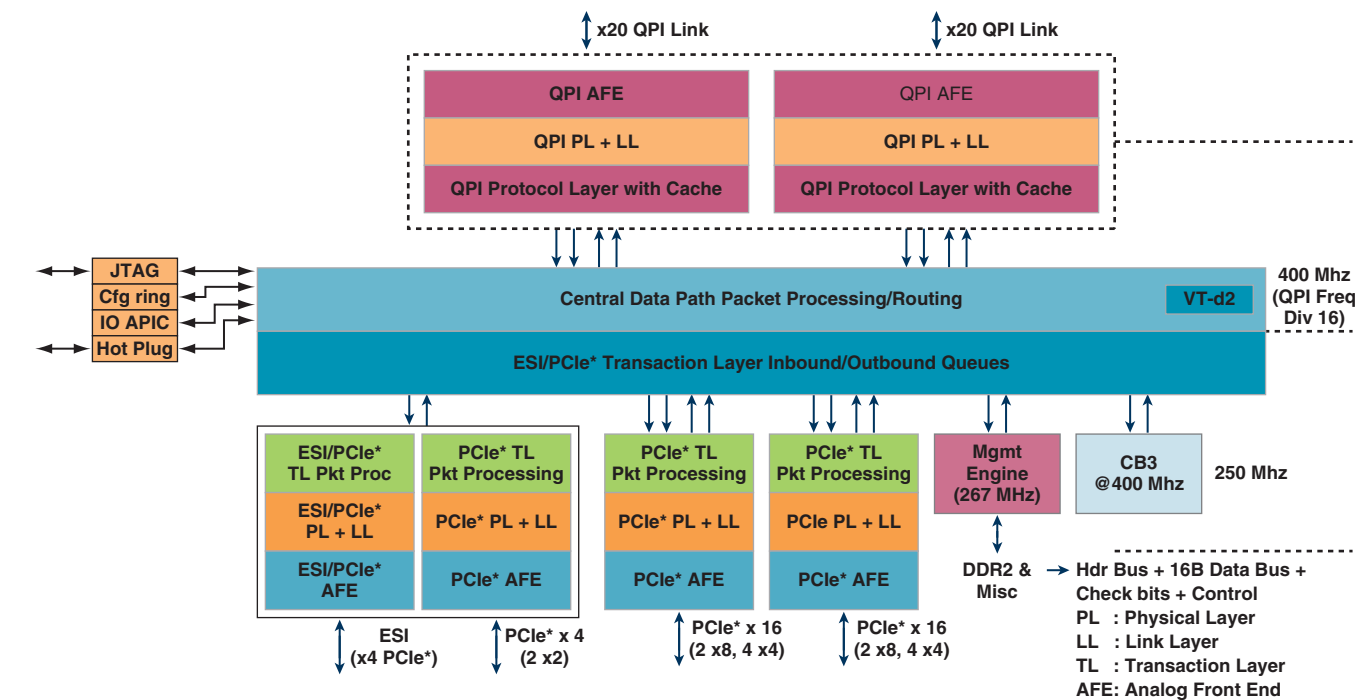 x20 QPI Link
x20 QPI Link
QPI AFE
QPI PL + LL
QPI Protocol Layer with Cache
QPI AFE
QPI PL + LL
QPI Protocol Layer with Cache
JTAG
Cfg ring
IO APIC
Hot Plug
Central Data Path Packet Processing/Routing
VT-d2
400 Mhz
(QPI Freq
Div 16)
ESI/PCIe* Transaction Layer Inbound/Outbound Queues
ESI/PCIe*
TL Pkt Proc
ESI/PCIe*
PL + LL
ESI/PCIe*
AFE
PCIe* TL
Pkt Processing
PCIe* PL + LL
PCIe* AFE
PCIe* TL
Pkt Processing
PCIe* PL + LL
PCIe* AFE
PCIe* TL
Pkt Processing
PCIe PL + LL
PCIe* AFE
Mgmt
Engine
(267 MHz)
CB3
@400 Mhz
250 Mhz
DDR2 &
Misc
ESI
(x4 PCIe*)
PCIe* x 4
(2 x2)
PCIe* x 16
(2 x8, 4 x4)
PCIe* x 16
(2 x8, 4 x4)
Hdr Bus + 16B Data Bus +
Check bits + Control
PL : Physical Layer
LL : Link Layer
TL : Transaction Layer
AFE: Analog Front End